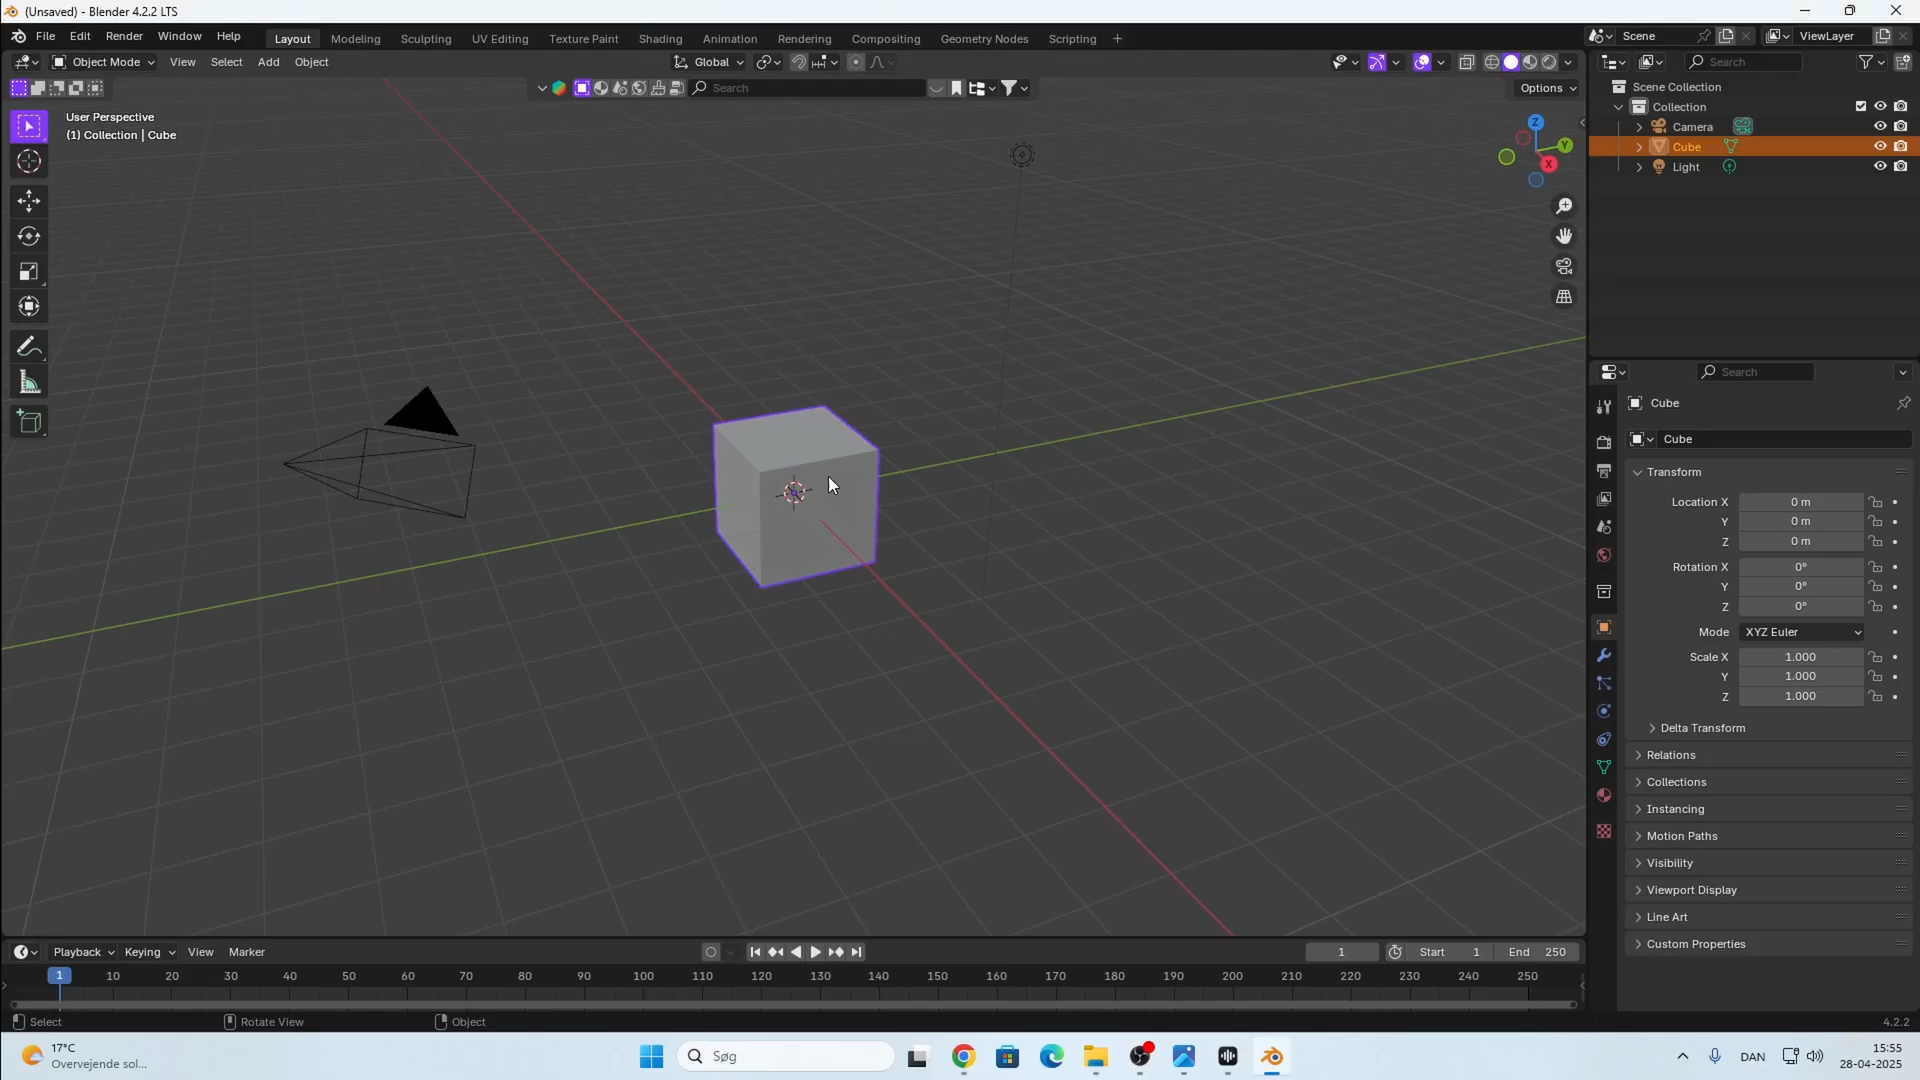 (Unsaved) - Blender 4.2.2 LTS
File Edit Render Window Help Layout Modeling Sculpting UV Editing Texture Paint Shading Animation Rendering Compositing Geometry Nodes Scripting + Scene ViewLayer
Object Mode View Select Add Object Global Search
Search Options
User Perspective
(1) Collection | Cube
Z
Y
X
Scene Collection
Collection
Camera
Cube
Light
Search
Cube
Cube
Transform
Location X 0 m
Y 0 m
Z 0 m
Rotation X 0°
Y 0°
Z 0°
Mode XYZ Euler
Scale X 1.000
Y 1.000
Z 1.000
Delta Transform
Relations
Collections
Instancing
Motion Paths
Visibility
Viewport Display
Line Art
Custom Properties
Playback Keying View Marker 1 Start 1 End 250
1 10 20 30 40 50 60 70 80 90 100 110 120 130 140 150 160 170 180 190 200 210 220 230 240 250
Select Rotate View Object 4.2.2
17°C
Overvejende sol...
Søg
DAN
15:55
28-04-2025